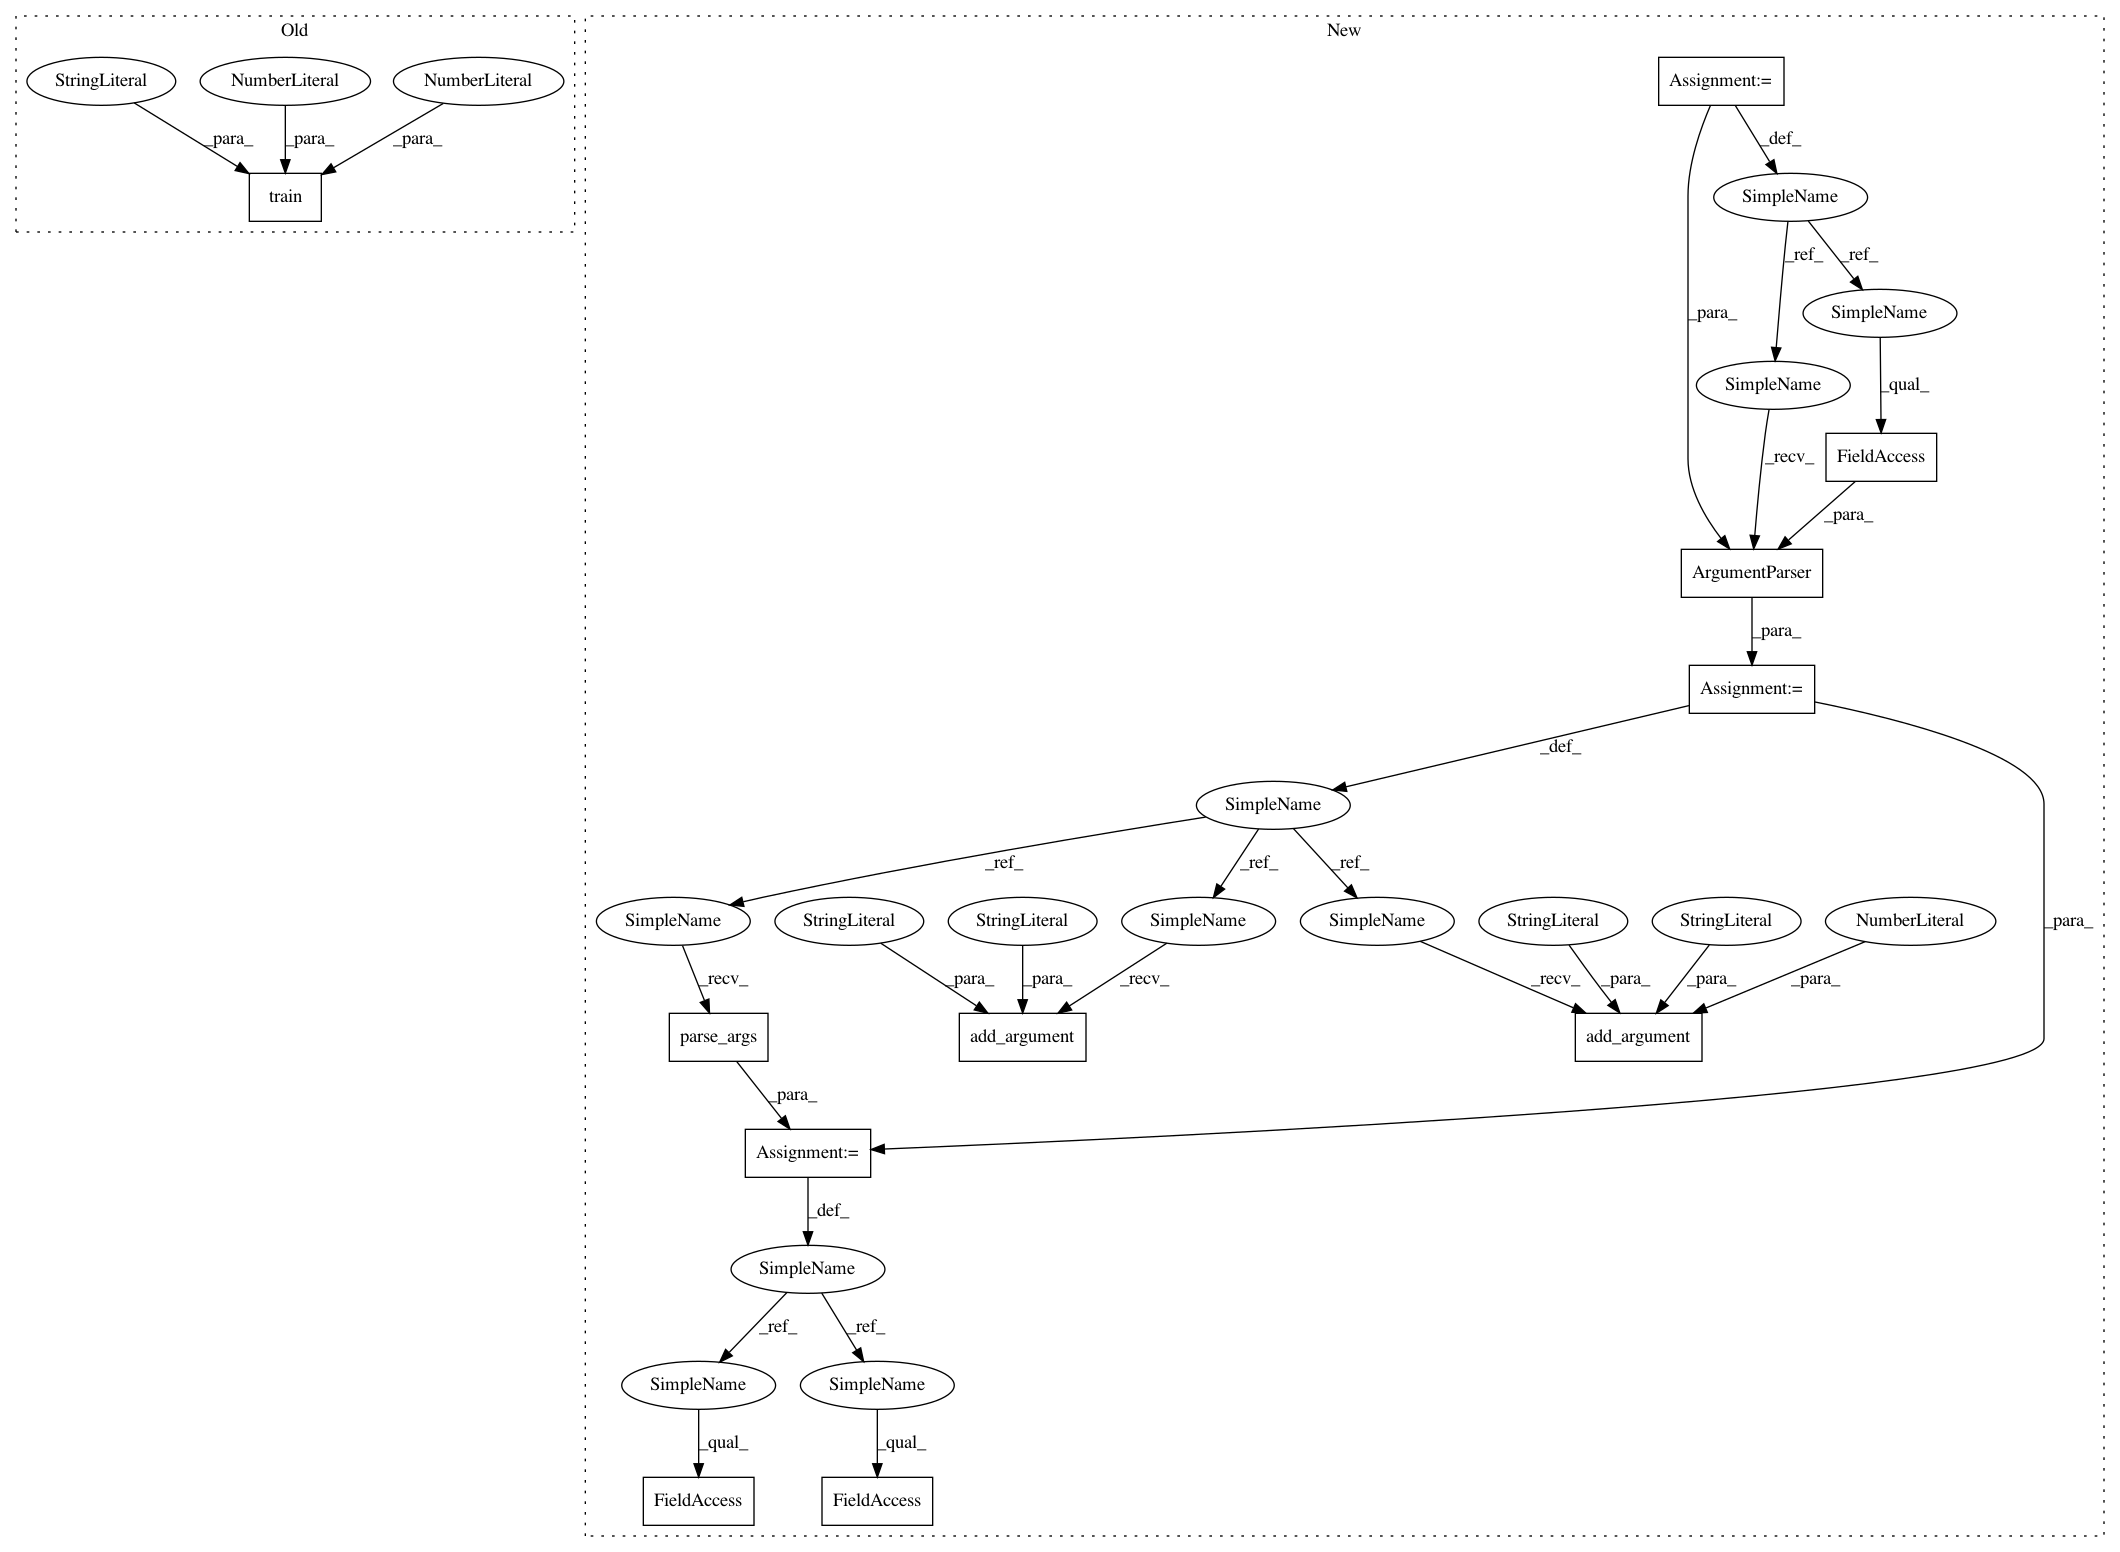 Old
New
StringLiteral
NumberLiteral
NumberLiteral
Assignment:=
_para_
_para_
_para_
_def_
train
SimpleName
_ref_
_ref_
_para_
SimpleName
SimpleName
_qual_
_recv_
FieldAccess
_para_
ArgumentParser
_para_
Assignment:=
_def_
SimpleName
_ref_
_ref_
_ref_
SimpleName
StringLiteral
StringLiteral
SimpleName
SimpleName
StringLiteral
StringLiteral
NumberLiteral
_para_
_recv_
_para_
_para_
_recv_
_recv_
_para_
_para_
_para_
parse_args
add_argument
add_argument
_para_
Assignment:=
_def_
SimpleName
_ref_
_ref_
SimpleName
SimpleName
_qual_
_qual_
FieldAccess
FieldAccess